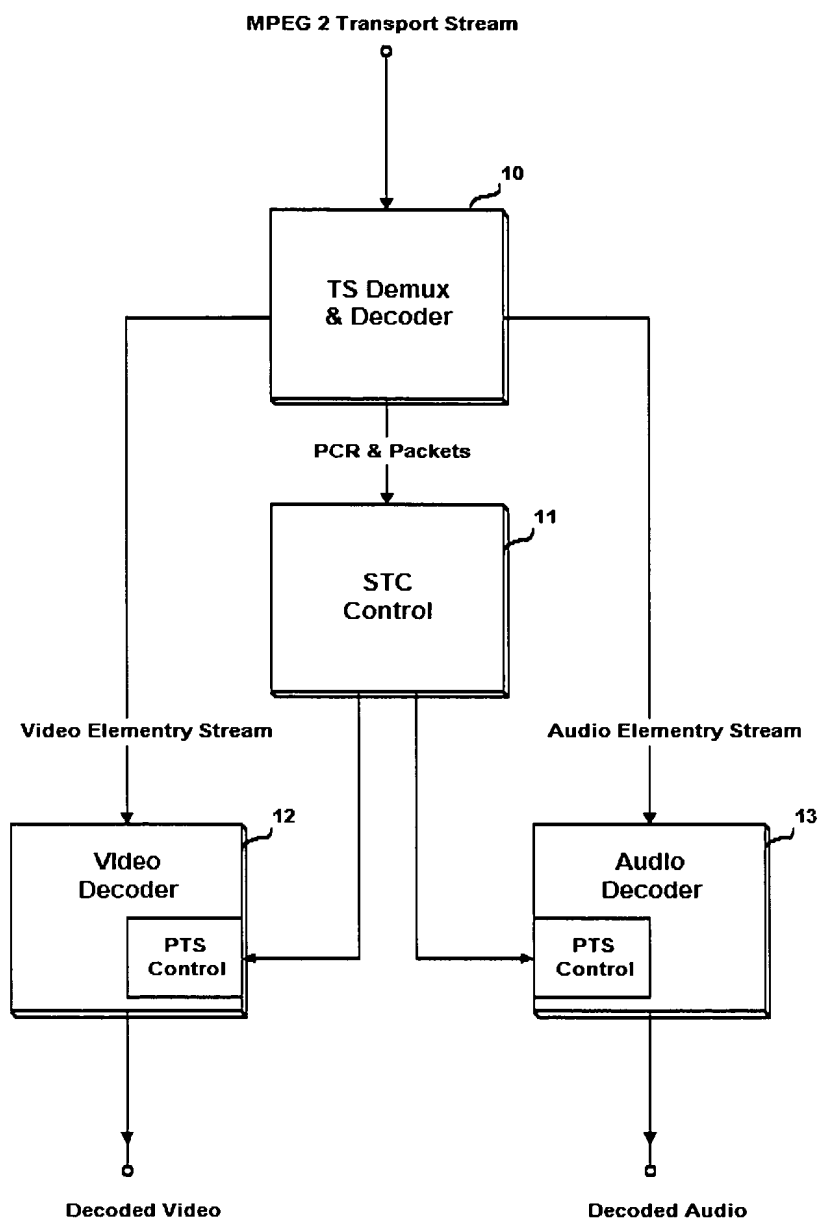 MPEG 2 Transport Stream
10
TS Demux
& Decoder
PCR & Packets
11
STC
Control
Video Elementry Stream
Audio Elementry Stream
12
Video
Decoder
PTS
Control
13
Audio
Decoder
PTS
Control
Decoded Video
Decoded Audio